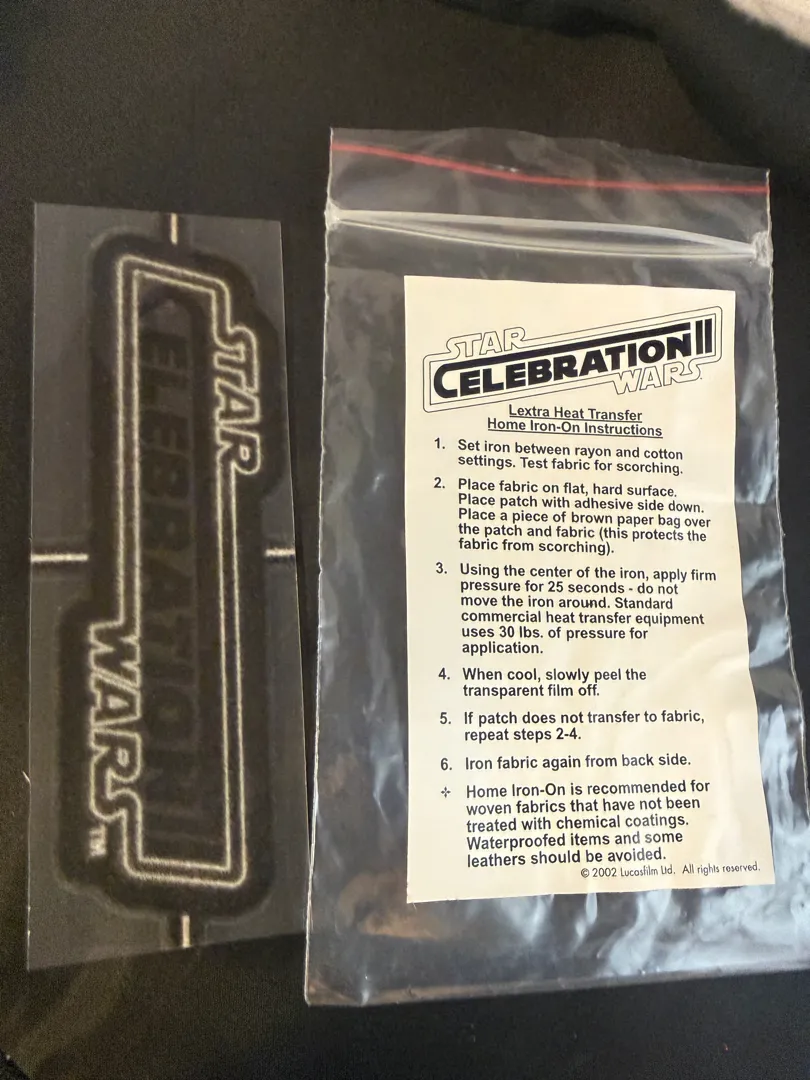 STAR
CELEBRATION II
WARS
TM
STAR
CELEBRATION II
WARS
Lextra Heat Transfer
Home Iron-On Instructions
1. Set iron between rayon and cotton
settings. Test fabric for scorching.
2. Place fabric on flat, hard surface.
Place patch with adhesive side down.
Place a piece of brown paper bag over
the patch and fabric (this protects the
fabric from scorching).
3. Using the center of the iron, apply firm
pressure for 25 seconds - do not
move the iron around. Standard
commercial heat transfer equipment
uses 30 lbs. of pressure for
application.
4. When cool, slowly peel the
transparent film off.
5. If patch does not transfer to fabric,
repeat steps 2-4.
6. Iron fabric again from back side.
✧ Home Iron-On is recommended for
woven fabrics that have not been
treated with chemical coatings.
Waterproofed items and some
leathers should be avoided.
© 2002 Lucasfilm Ltd. All rights reserved.